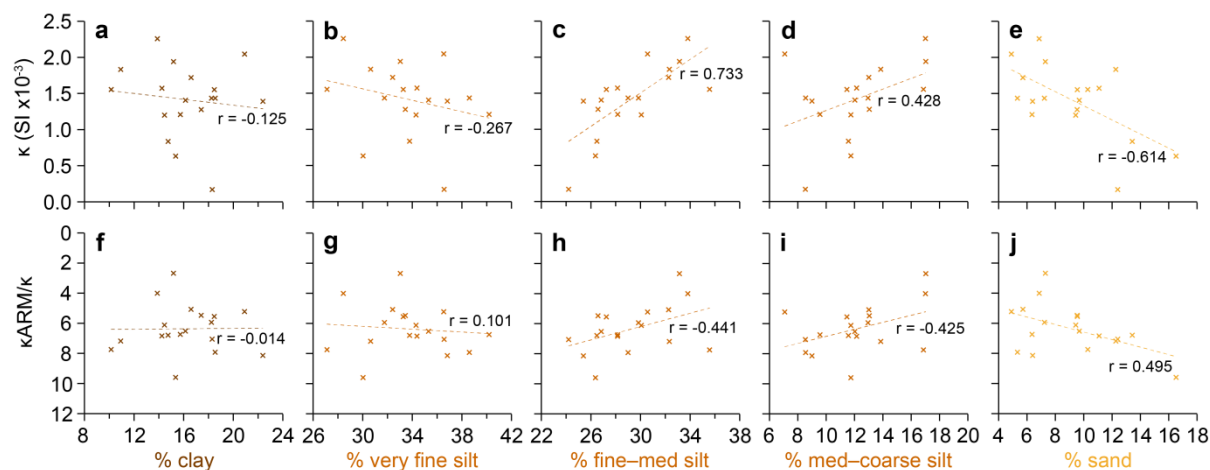 a b c d e
κ (SI x10⁻³)
2.5
2.0
1.5
1.0
0.5
0.0
r = -0.125
r = -0.267
r = 0.733
r = 0.428
r = -0.614
f g h i j
κARM/κ
0
2
4
6
8
10
12
r = -0.014
r = 0.101
r = -0.441
r = -0.425
r = 0.495
8 12 16 20 24
26 30 34 38 42
22 26 30 34 38
6 8 10 12 14 16 18 20
4 6 8 10 12 14 16 18
% clay
% very fine silt
% fine–med silt
% med–coarse silt
% sand